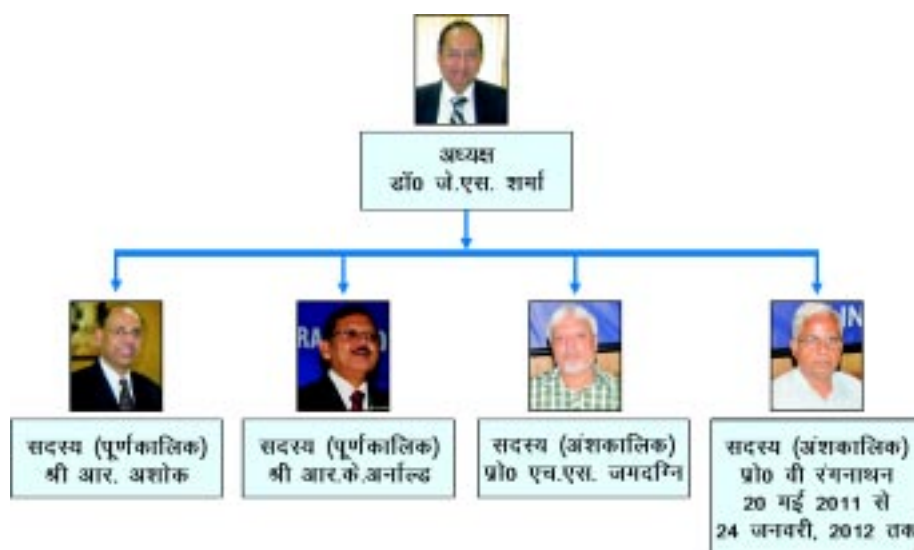 अध्यक्ष
डॉ0 जे.एस. शर्मा
सदस्य (पूर्णकालिक)
श्री आर. अशोक
सदस्य (पूर्णकालिक)
श्री आर.के.अर्नाल्ड
सदस्य (अंशकालिक)
प्रो0 एच.एस. जमदग्नि
सदस्य (अंशकालिक)
प्रो0 वी रंगनाथन
20 मई 2011 से
24 जनवरी, 2012 तक